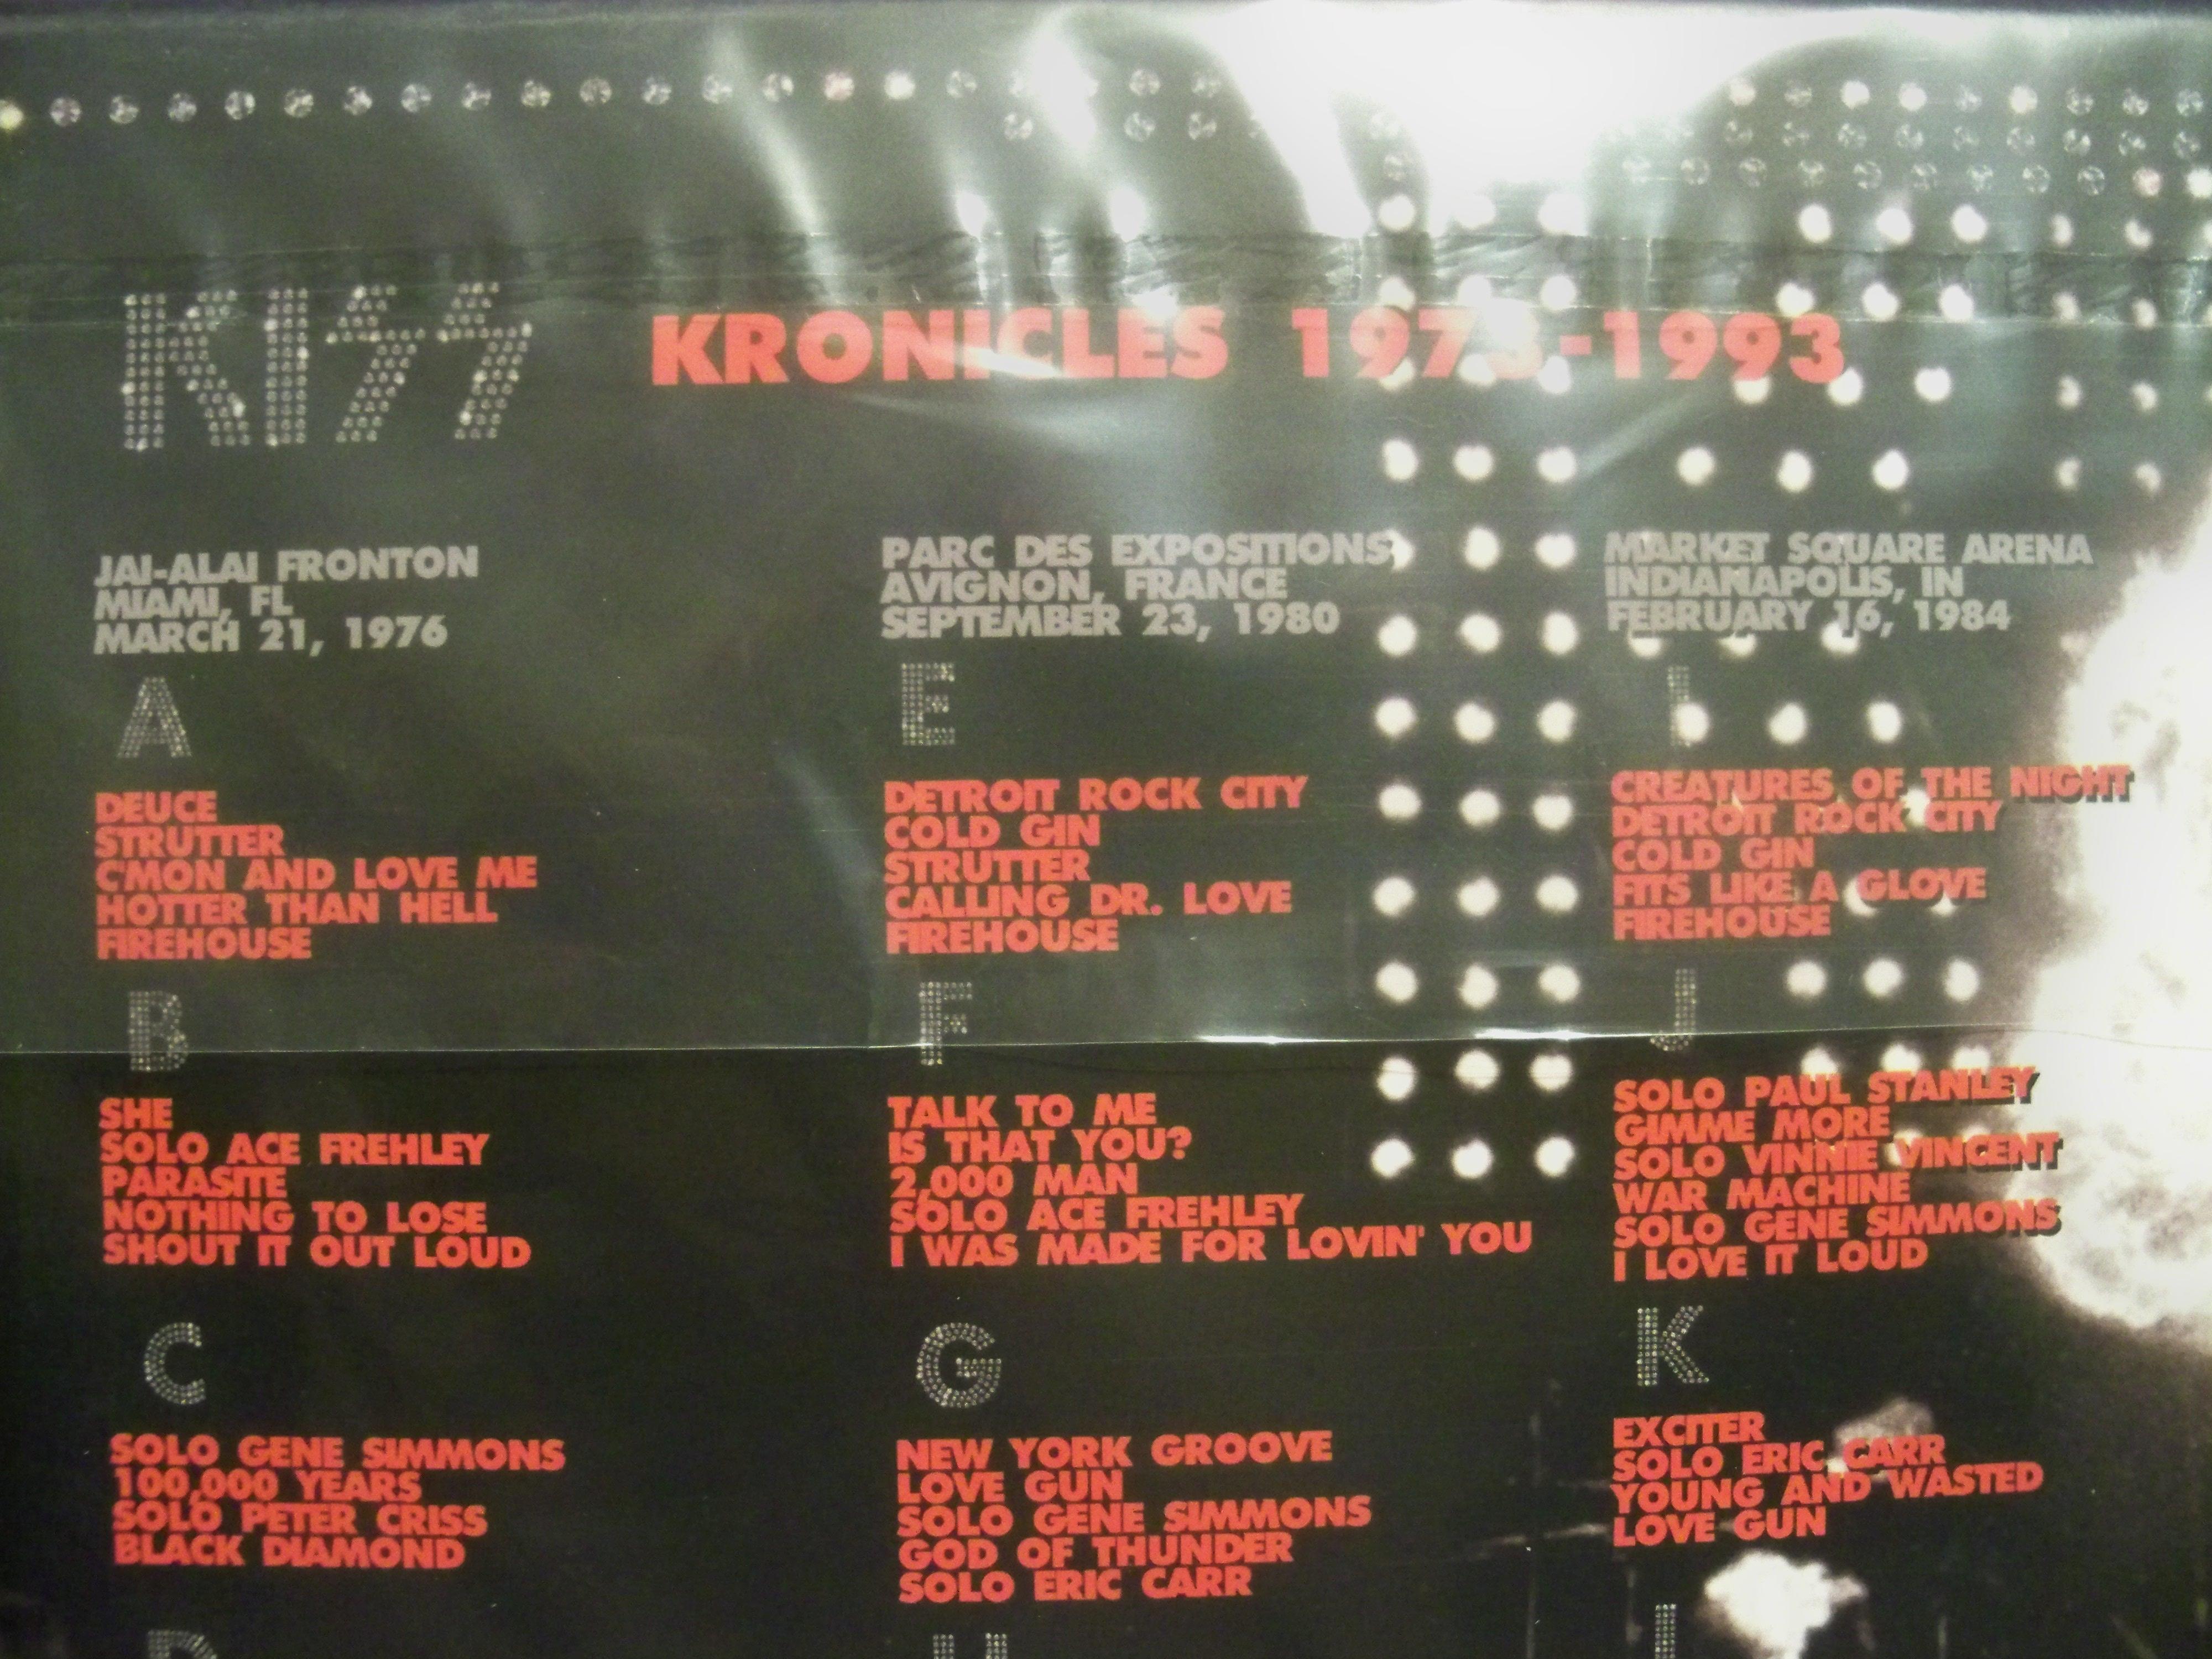 KISS KRONICLES 1973-1993
JAI-ALAI FRONTON
MIAMI, FL
MARCH 21, 1976
A
DEUCE
STRUTTER
C'MON AND LOVE ME
HOTTER THAN HELL
FIREHOUSE
B
SHE
SOLO ACE FREHLEY
PARASITE
NOTHING TO LOSE
SHOUT IT OUT LOUD
C
SOLO GENE SIMMONS
100,000 YEARS
SOLO PETER CRISS
BLACK DIAMOND
D
PARC DES EXPOSITIONS
AVIGNON, FRANCE
SEPTEMBER 23, 1980
E
DETROIT ROCK CITY
COLD GIN
STRUTTER
CALLING DR. LOVE
FIREHOUSE
F
TALK TO ME
IS THAT YOU?
2,000 MAN
SOLO ACE FREHLEY
I WAS MADE FOR LOVIN' YOU
G
NEW YORK GROOVE
LOVE GUN
SOLO GENE SIMMONS
GOD OF THUNDER
SOLO ERIC CARR
H
MARKET SQUARE ARENA
INDIANAPOLIS, IN
FEBRUARY 16, 1984
I
CREATURES OF THE NIGHT
DETROIT ROCK CITY
COLD GIN
FITS LIKE A GLOVE
FIREHOUSE
J
SOLO PAUL STANLEY
GIMME MORE
SOLO VINNIE VINCENT
WAR MACHINE
SOLO GENE SIMMONS
I LOVE IT LOUD
K
EXCITER
SOLO ERIC CARR
YOUNG AND WASTED
LOVE GUN
L